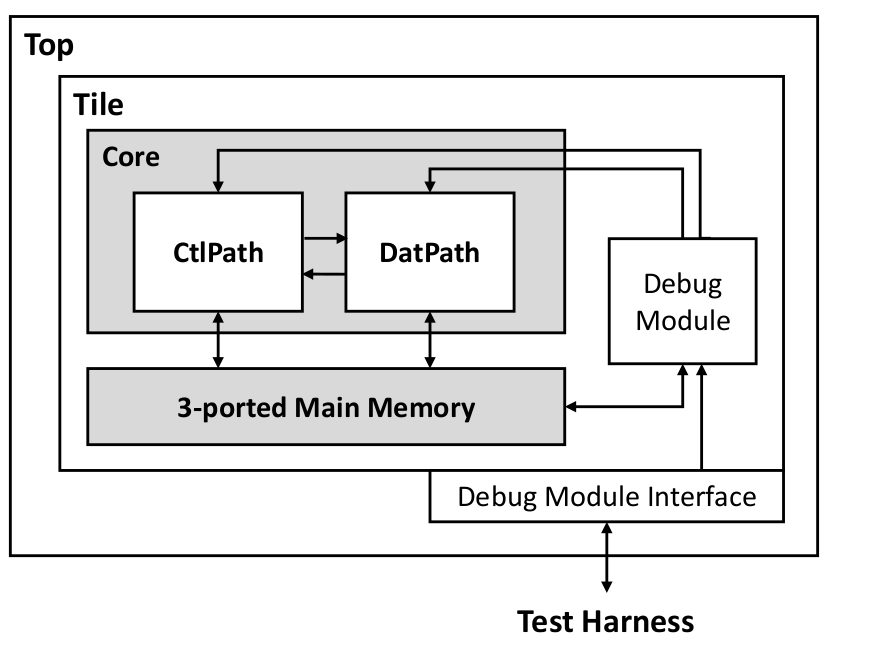 Top
Tile
Core
CtlPath
DatPath
Debug
Module
3-ported Main Memory
Debug Module Interface
Test Harness